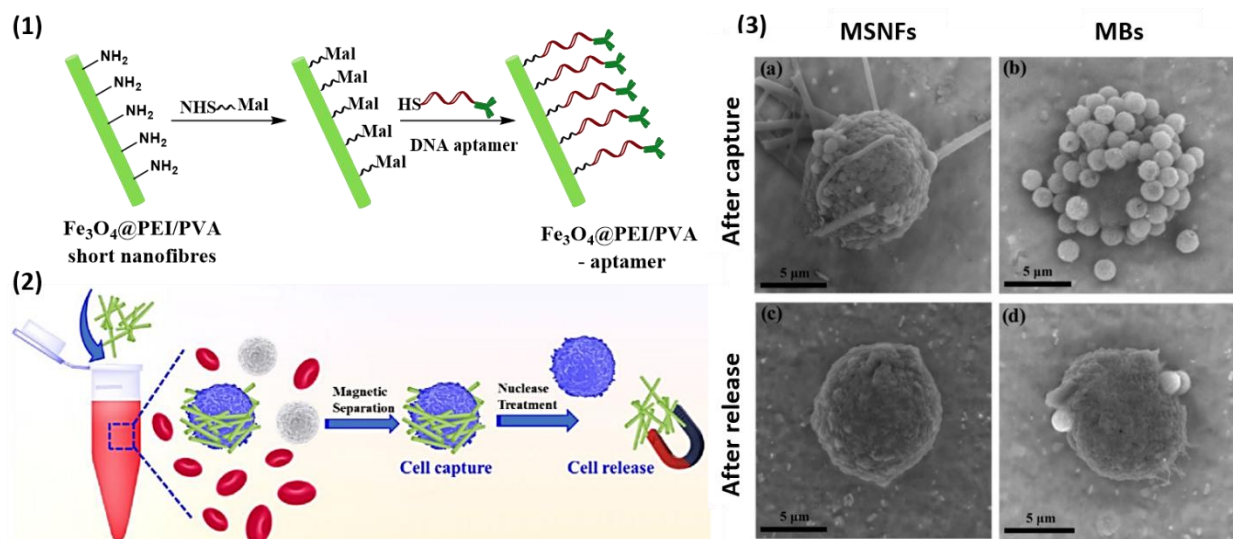 (1)
NH2
NH2
NH2
NH2
NH2
Fe3O4@PEI/PVA
short nanofibres
NHS Mal
Mal
Mal
Mal
Mal
Mal
HS
DNA aptamer
Fe3O4@PEI/PVA
- aptamer
(2)
Magnetic
Separation
Cell capture
Nuclease
Treatment
Cell release
(3)
MSNFs
MBs
After capture
(a)
5 μm
(b)
5 μm
After release
(c)
5 μm
(d)
5 μm